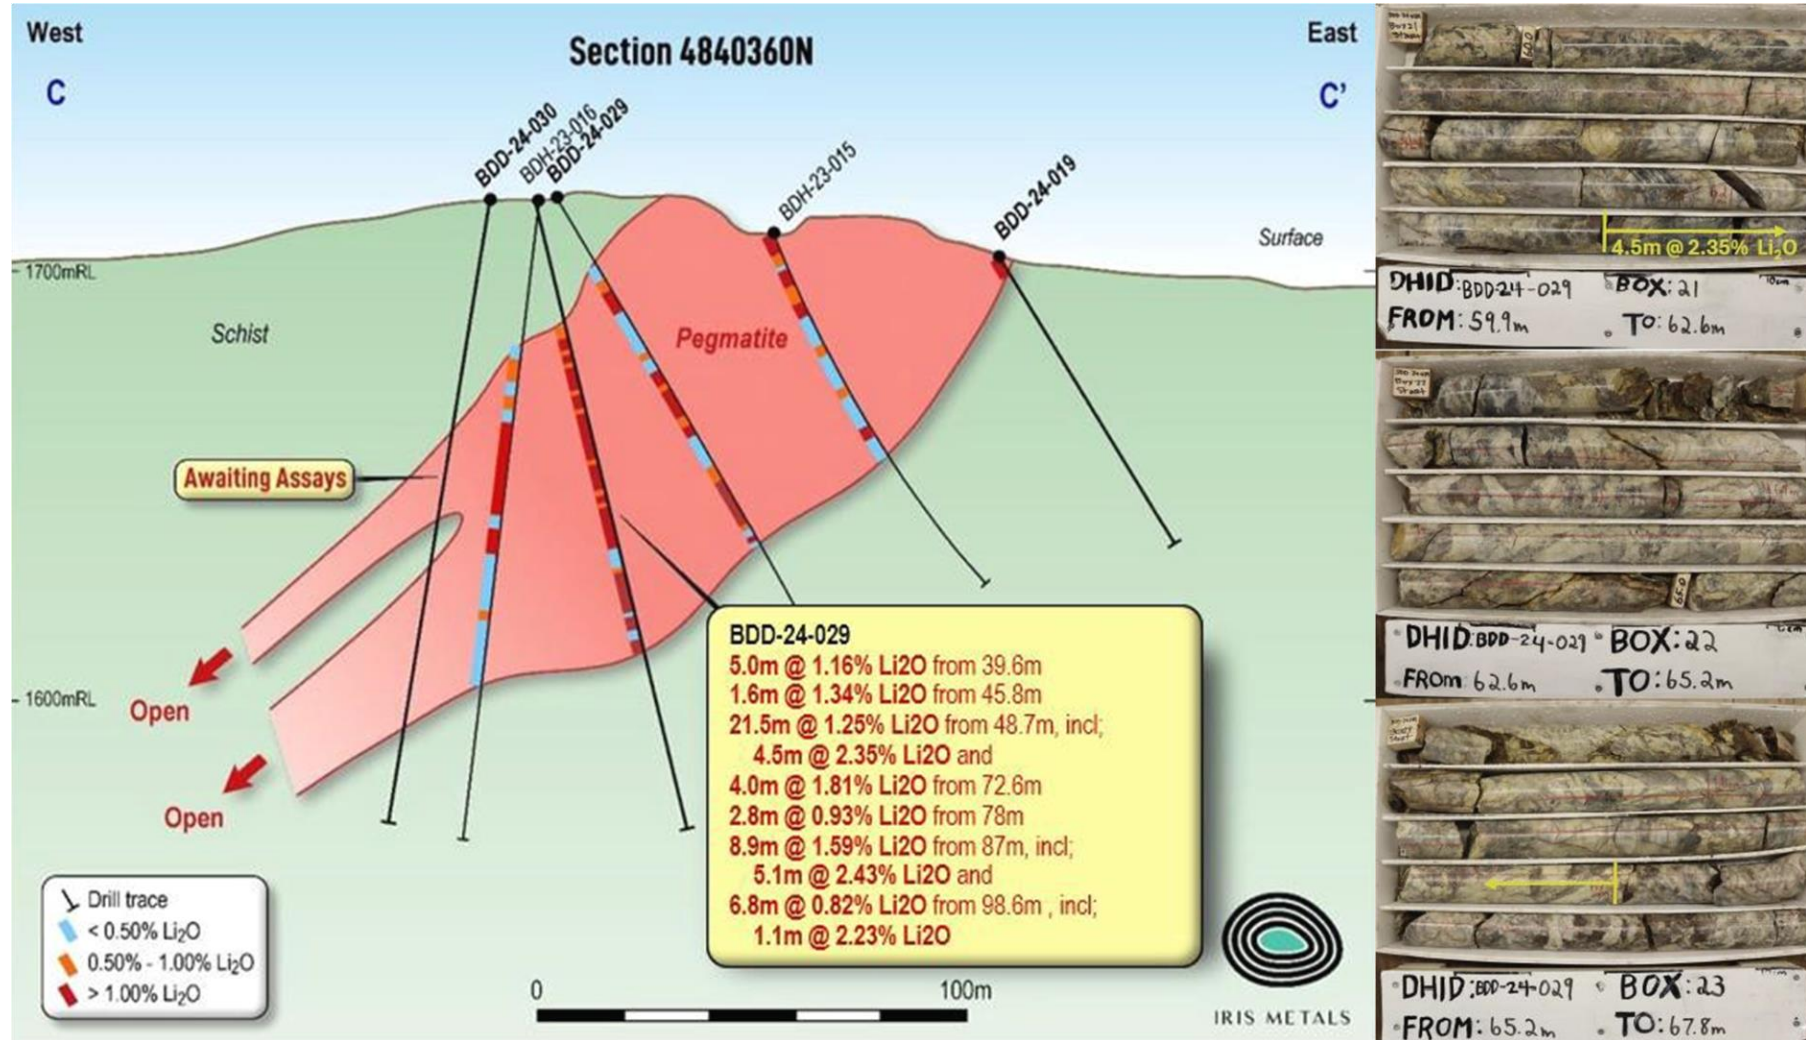 West
East
Section 4840360N
C
C'
BDD-24-030
BDH-23-016
BDD-24-029
BDH-23-015
BDD-24-019
Surface
1700mRL
Schist
Pegmatite
Awaiting Assays
1600mRL
Open
Open
BDD-24-029
5.0m @ 1.16% Li2O from 39.6m
1.6m @ 1.34% Li2O from 45.8m
21.5m @ 1.25% Li2O from 48.7m, incl;
4.5m @ 2.35% Li2O and
4.0m @ 1.81% Li2O from 72.6m
2.8m @ 0.93% Li2O from 78m
8.9m @ 1.59% Li2O from 87m, incl;
5.1m @ 2.43% Li2O and
6.8m @ 0.82% Li2O from 98.6m , incl;
1.1m @ 2.23% Li2O
Drill trace
< 0.50% Li₂O
0.50% - 1.00% Li₂O
> 1.00% Li₂O
0
100m
IRIS METALS
60.0
4.5m @ 2.35% Li₂O
DHID:BDD-24-029 BOX:21
FROM:59.9m TO:62.6m
65.0
DHID:BDD-24-029 BOX:22
FROM:62.6m TO:65.2m
DHID:BDD-24-029 BOX:23
FROM:65.2m TO:67.8m